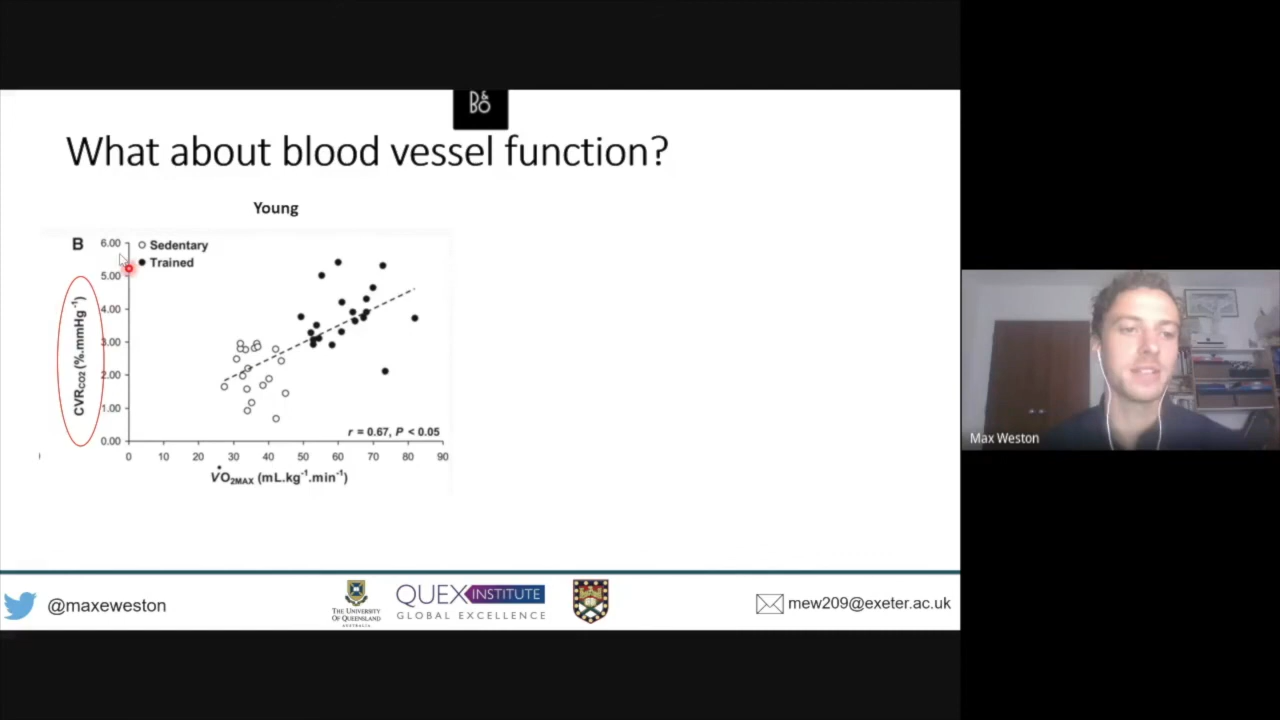 B&O
What about blood vessel function?
Young
B
Sedentary
Trained
6.00
5.00
4.00
3.00
2.00
1.00
0.00
CVRCO2 (%.mmHg-1)
r = 0.67, P < 0.05
0 10 20 30 40 50 60 70 80 90
V̇O2MAX (mL.kg-1.min-1)
Max Weston
@maxeweston
THE UNIVERSITY
OF QUEENSLAND
AUSTRALIA
QUEX INSTITUTE
GLOBAL EXCELLENCE
mew209@exeter.ac.uk